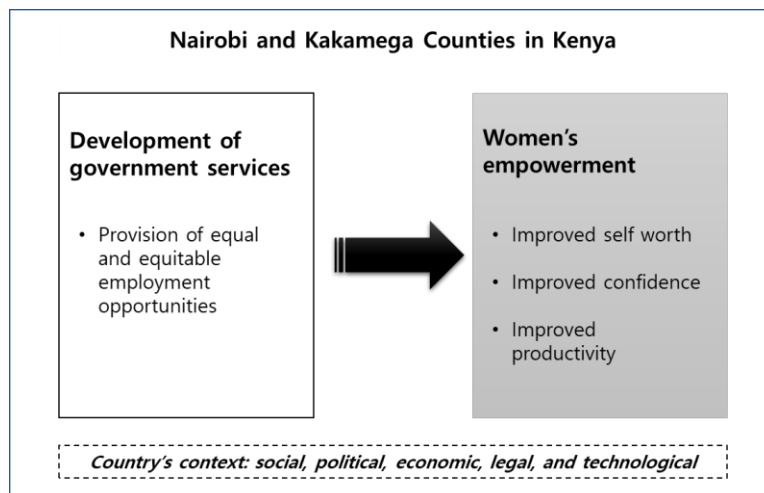 Nairobi and Kakamega Counties in Kenya
Development of
government services
• Provision of equal
and equitable
employment
opportunities
Women's
empowerment
• Improved self worth
• Improved confidence
• Improved
productivity
Country's context: social, political, economic, legal, and technological